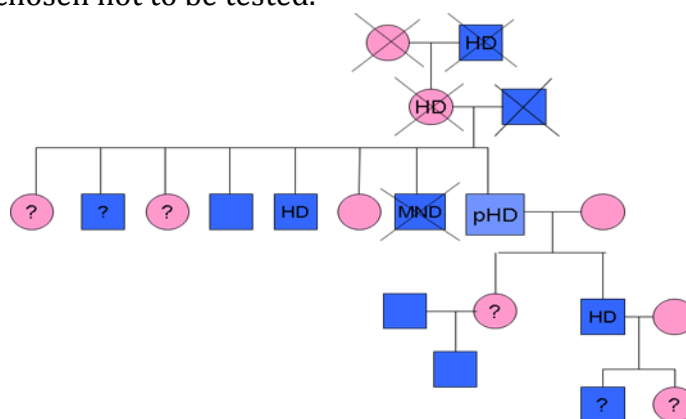 chosen not to be tested.
HD
HD
? ? ? HD MND pHD
? HD
? ?